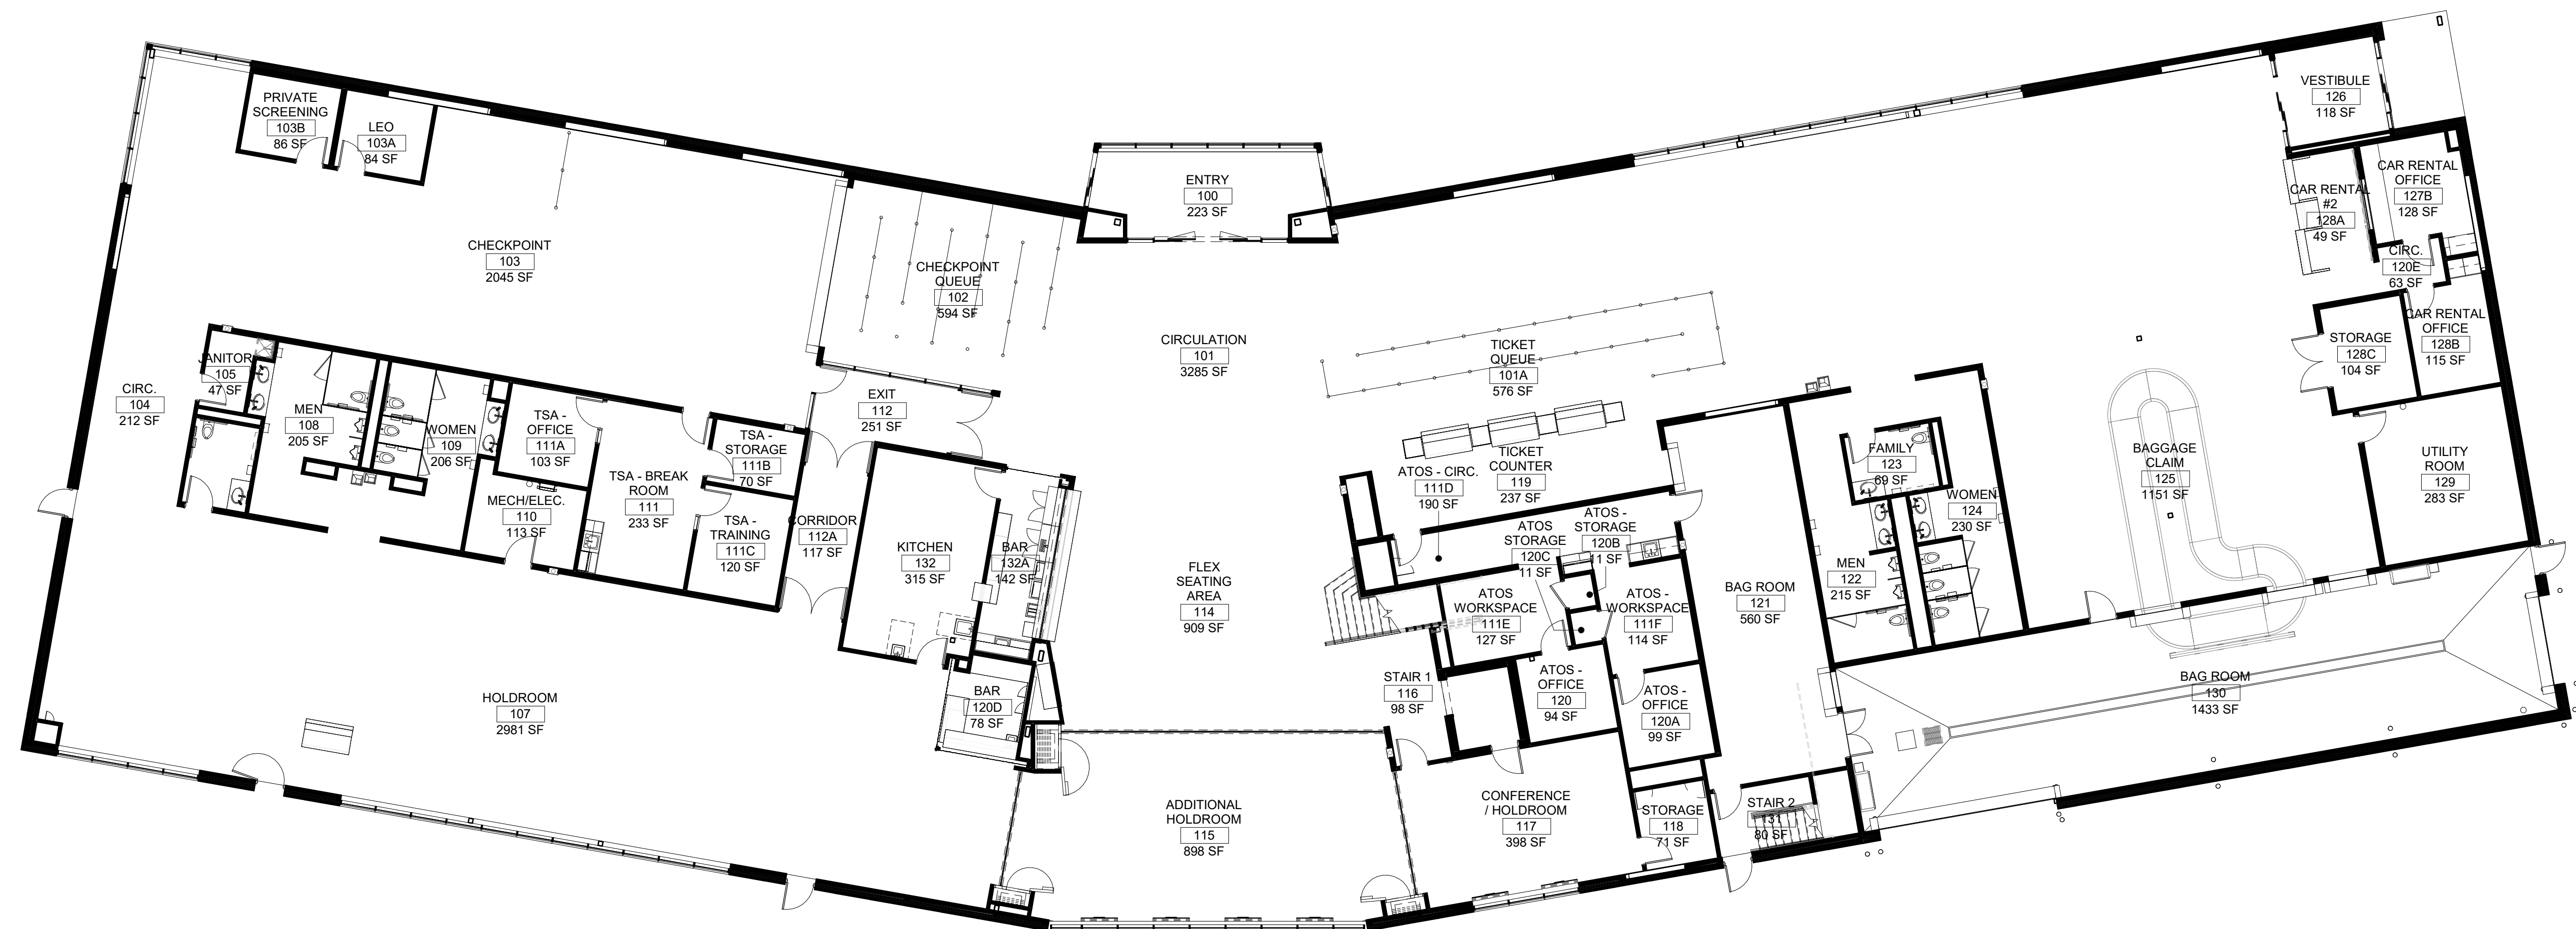 PRIVATE
SCREENING
103B
86 SF
LEO
103A
84 SF
CHECKPOINT
103
2045 SF
CHECKPOINT
QUEUE
102
594 SF
ENTRY
100
223 SF
VESTIBULE
126
118 SF
CAR RENTAL
OFFICE
127B
128 SF
CAR RENTAL
#2
128A
49 SF
CIRC.
120E
63 SF
CAR RENTAL
OFFICE
128B
115 SF
STORAGE
128C
104 SF
CIRCULATION
101
3285 SF
TICKET
QUEUE
101A
576 SF
JANITOR
105
47 SF
CIRC.
104
212 SF
MEN
108
205 SF
WOMEN
109
206 SF
TSA -
OFFICE
111A
103 SF
EXIT
112
251 SF
TSA -
STORAGE
111B
70 SF
TSA - BREAK
ROOM
111
233 SF
MECH/ELEC.
110
113 SF
TSA -
TRAINING
111C
120 SF
CORRIDOR
112A
117 SF
KITCHEN
132
315 SF
BAR
132A
142 SF
FLEX
SEATING
AREA
114
909 SF
ATOS - CIRC.
111D
190 SF
TICKET
COUNTER
119
237 SF
ATOS
STORAGE
120C
11 SF
ATOS -
STORAGE
120B
11 SF
ATOS
WORKSPACE
111E
127 SF
ATOS -
WORKSPACE
111F
114 SF
BAG ROOM
121
560 SF
FAMILY
123
69 SF
MEN
122
215 SF
WOMEN
124
230 SF
BAGGAGE
CLAIM
125
1151 SF
UTILITY
ROOM
129
283 SF
HOLDROOM
107
2981 SF
BAR
120D
78 SF
STAIR 1
116
98 SF
ATOS -
OFFICE
120
94 SF
ATOS -
OFFICE
120A
99 SF
BAG ROOM
130
1433 SF
ADDITIONAL
HOLDROOM
115
898 SF
CONFERENCE
/ HOLDROOM
117
398 SF
STORAGE
118
71 SF
STAIR 2
131
80 SF